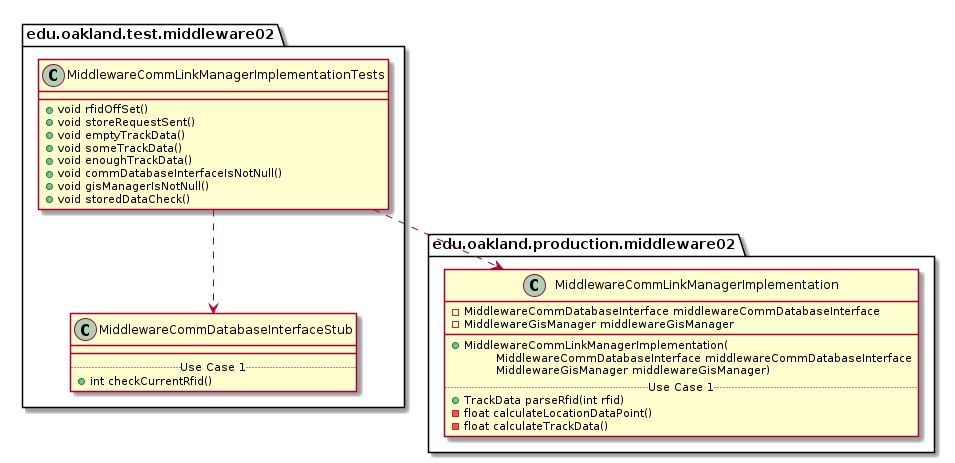 edu.oakland.test.middleware02
C MiddlewareCommLinkManagerImplementationTests
void rfidOffSet()
void storeRequestSent()
void emptyTrackData()
void someTrackData()
void enoughTrackData()
void commDatabaseInterfaceIsNotNull()
void gisManagerIsNotNull()
void storedDataCheck()
edu.oakland.production.middleware02
C MiddlewareCommLinkManagerImplementation
MiddlewareCommDatabaseInterface middlewareCommDatabaseInterface
MiddlewareGisManager middlewareGisManager
MiddlewareCommLinkManagerImplementation(
MiddlewareCommDatabaseInterface middlewareCommDatabaseInterface
MiddlewareGisManager middlewareGisManager)
Use Case 1
TrackData parseRfid(int rfid)
float calculateLocationDataPoint()
float calculateTrackData()
C MiddlewareCommDatabaseInterfaceStub
Use Case 1
int checkCurrentRfid()